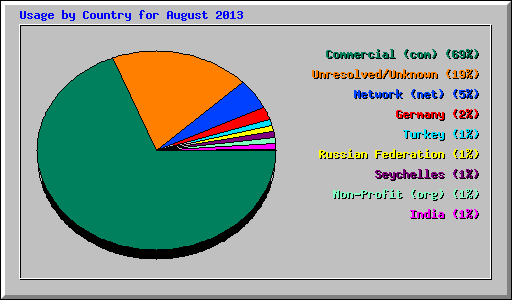 Usage by Country for August 2013
Commercial (com) (69%)
Unresolved/Unknown (19%)
Network (net) (5%)
Germany (2%)
Turkey (1%)
Russian Federation (1%)
Seychelles (1%)
Non-Profit (org) (1%)
India (1%)